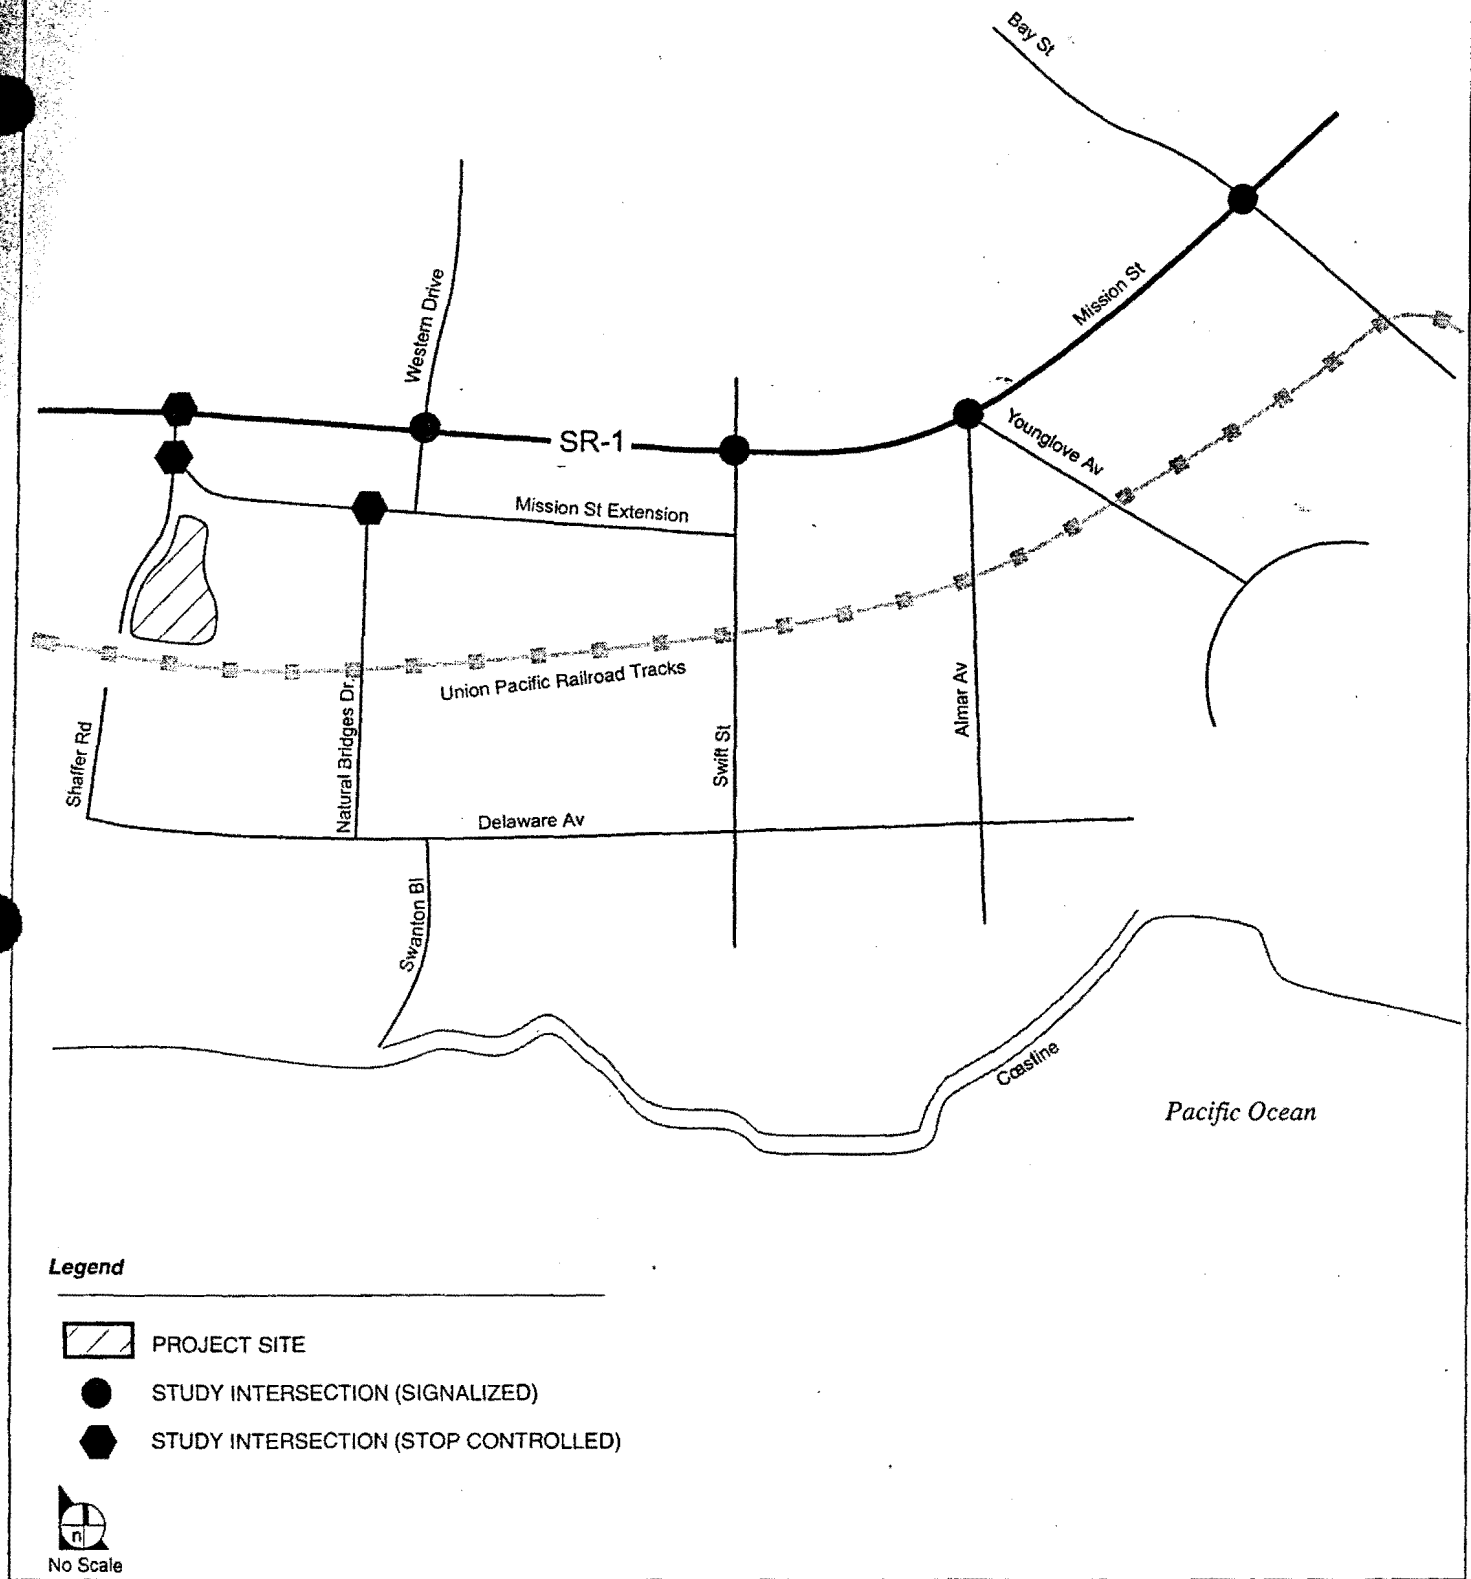 Bay St
Mission St
Western Drive
SR-1
Younglove Av
Mission St Extension
Union Pacific Railroad Tracks
Shaffer Rd
Natural Bridges Dr.
Swift St
Almar Av
Delaware Av
Swanton Bl
Coastline
Pacific Ocean
Legend
PROJECT SITE
STUDY INTERSECTION (SIGNALIZED)
STUDY INTERSECTION (STOP CONTROLLED)
n
No Scale